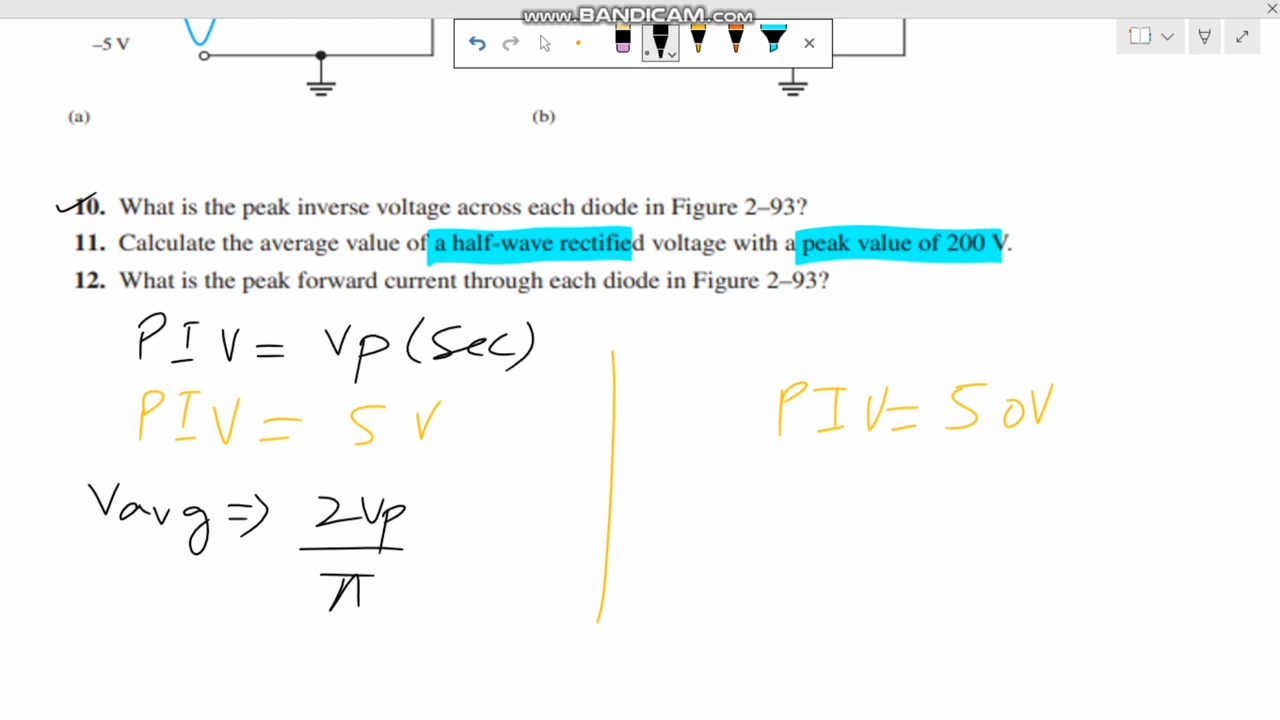 www.BANDICAM.com
–5 V
(a)
(b)
10. What is the peak inverse voltage across each diode in Figure 2–93?
11. Calculate the average value of a half-wave rectified voltage with a peak value of 200 V.
12. What is the peak forward current through each diode in Figure 2–93?
PIV = Vp (Sec)
PIV = 5 V
PIV = 50V
Vavg => 2Vp
π